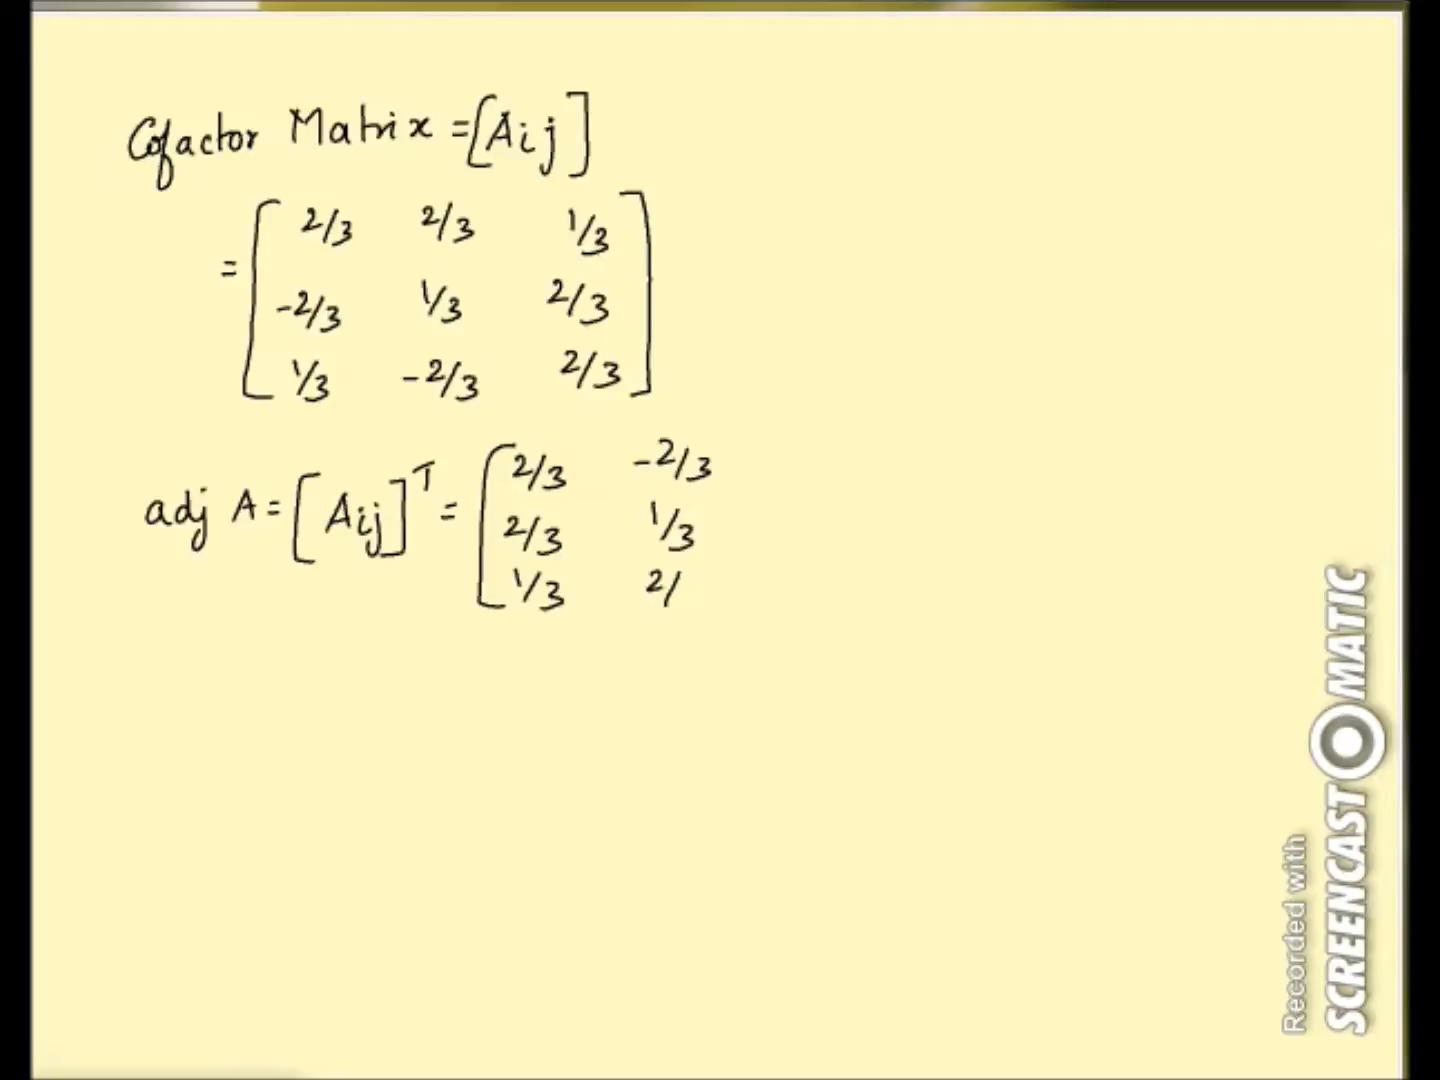 Cofactor Matrix = [Aij]
= [ 2/3 2/3 1/3
-2/3 1/3 2/3
1/3 -2/3 2/3 ]
adj A = [Aij]^T = [ 2/3 -2/3
2/3 1/3
1/3 2/
Recorded with
SCREENCAST O MATIC